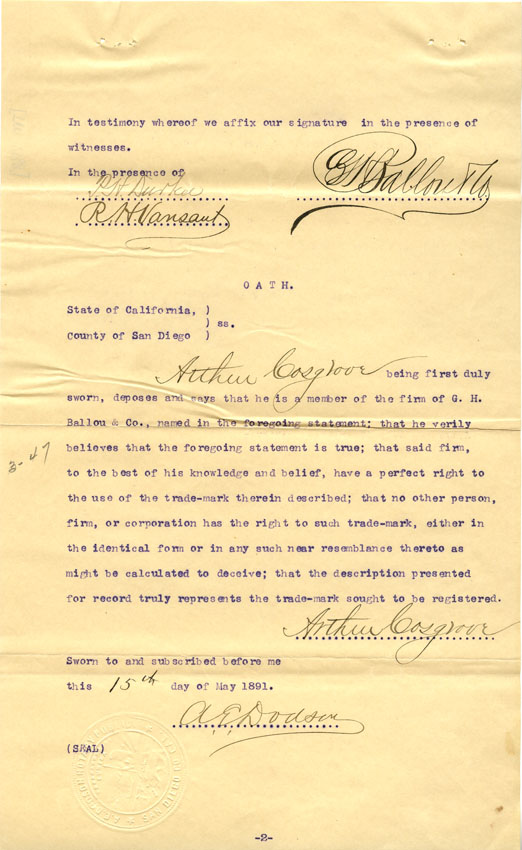 In testimony whereof we affix our signature in the presence of
witnesses.
In the presence of
R. H. Vansant
G H Ballou & Co
O A T H.
State of California, )
) ss.
County of San Diego )
Arthur Cosgrove being first duly
sworn, deposes and says that he is a member of the firm of G. H.
Ballou & Co., named in the foregoing statement; that he verily
believes that the foregoing statement is true; that said firm,
to the best of his knowledge and belief, have a perfect right to
the use of the trade-mark therein described; that no other person,
firm, or corporation has the right to such trade-mark, either in
the identical form or in any such near resemblance thereto as
might be calculated to deceive; that the description presented
for record truly represents the trade-mark sought to be registered.
Arthur Cosgrove
Sworn to and subscribed before me
this 15th day of May 1891.
A. E. Dodson
(SEAL)
-2-